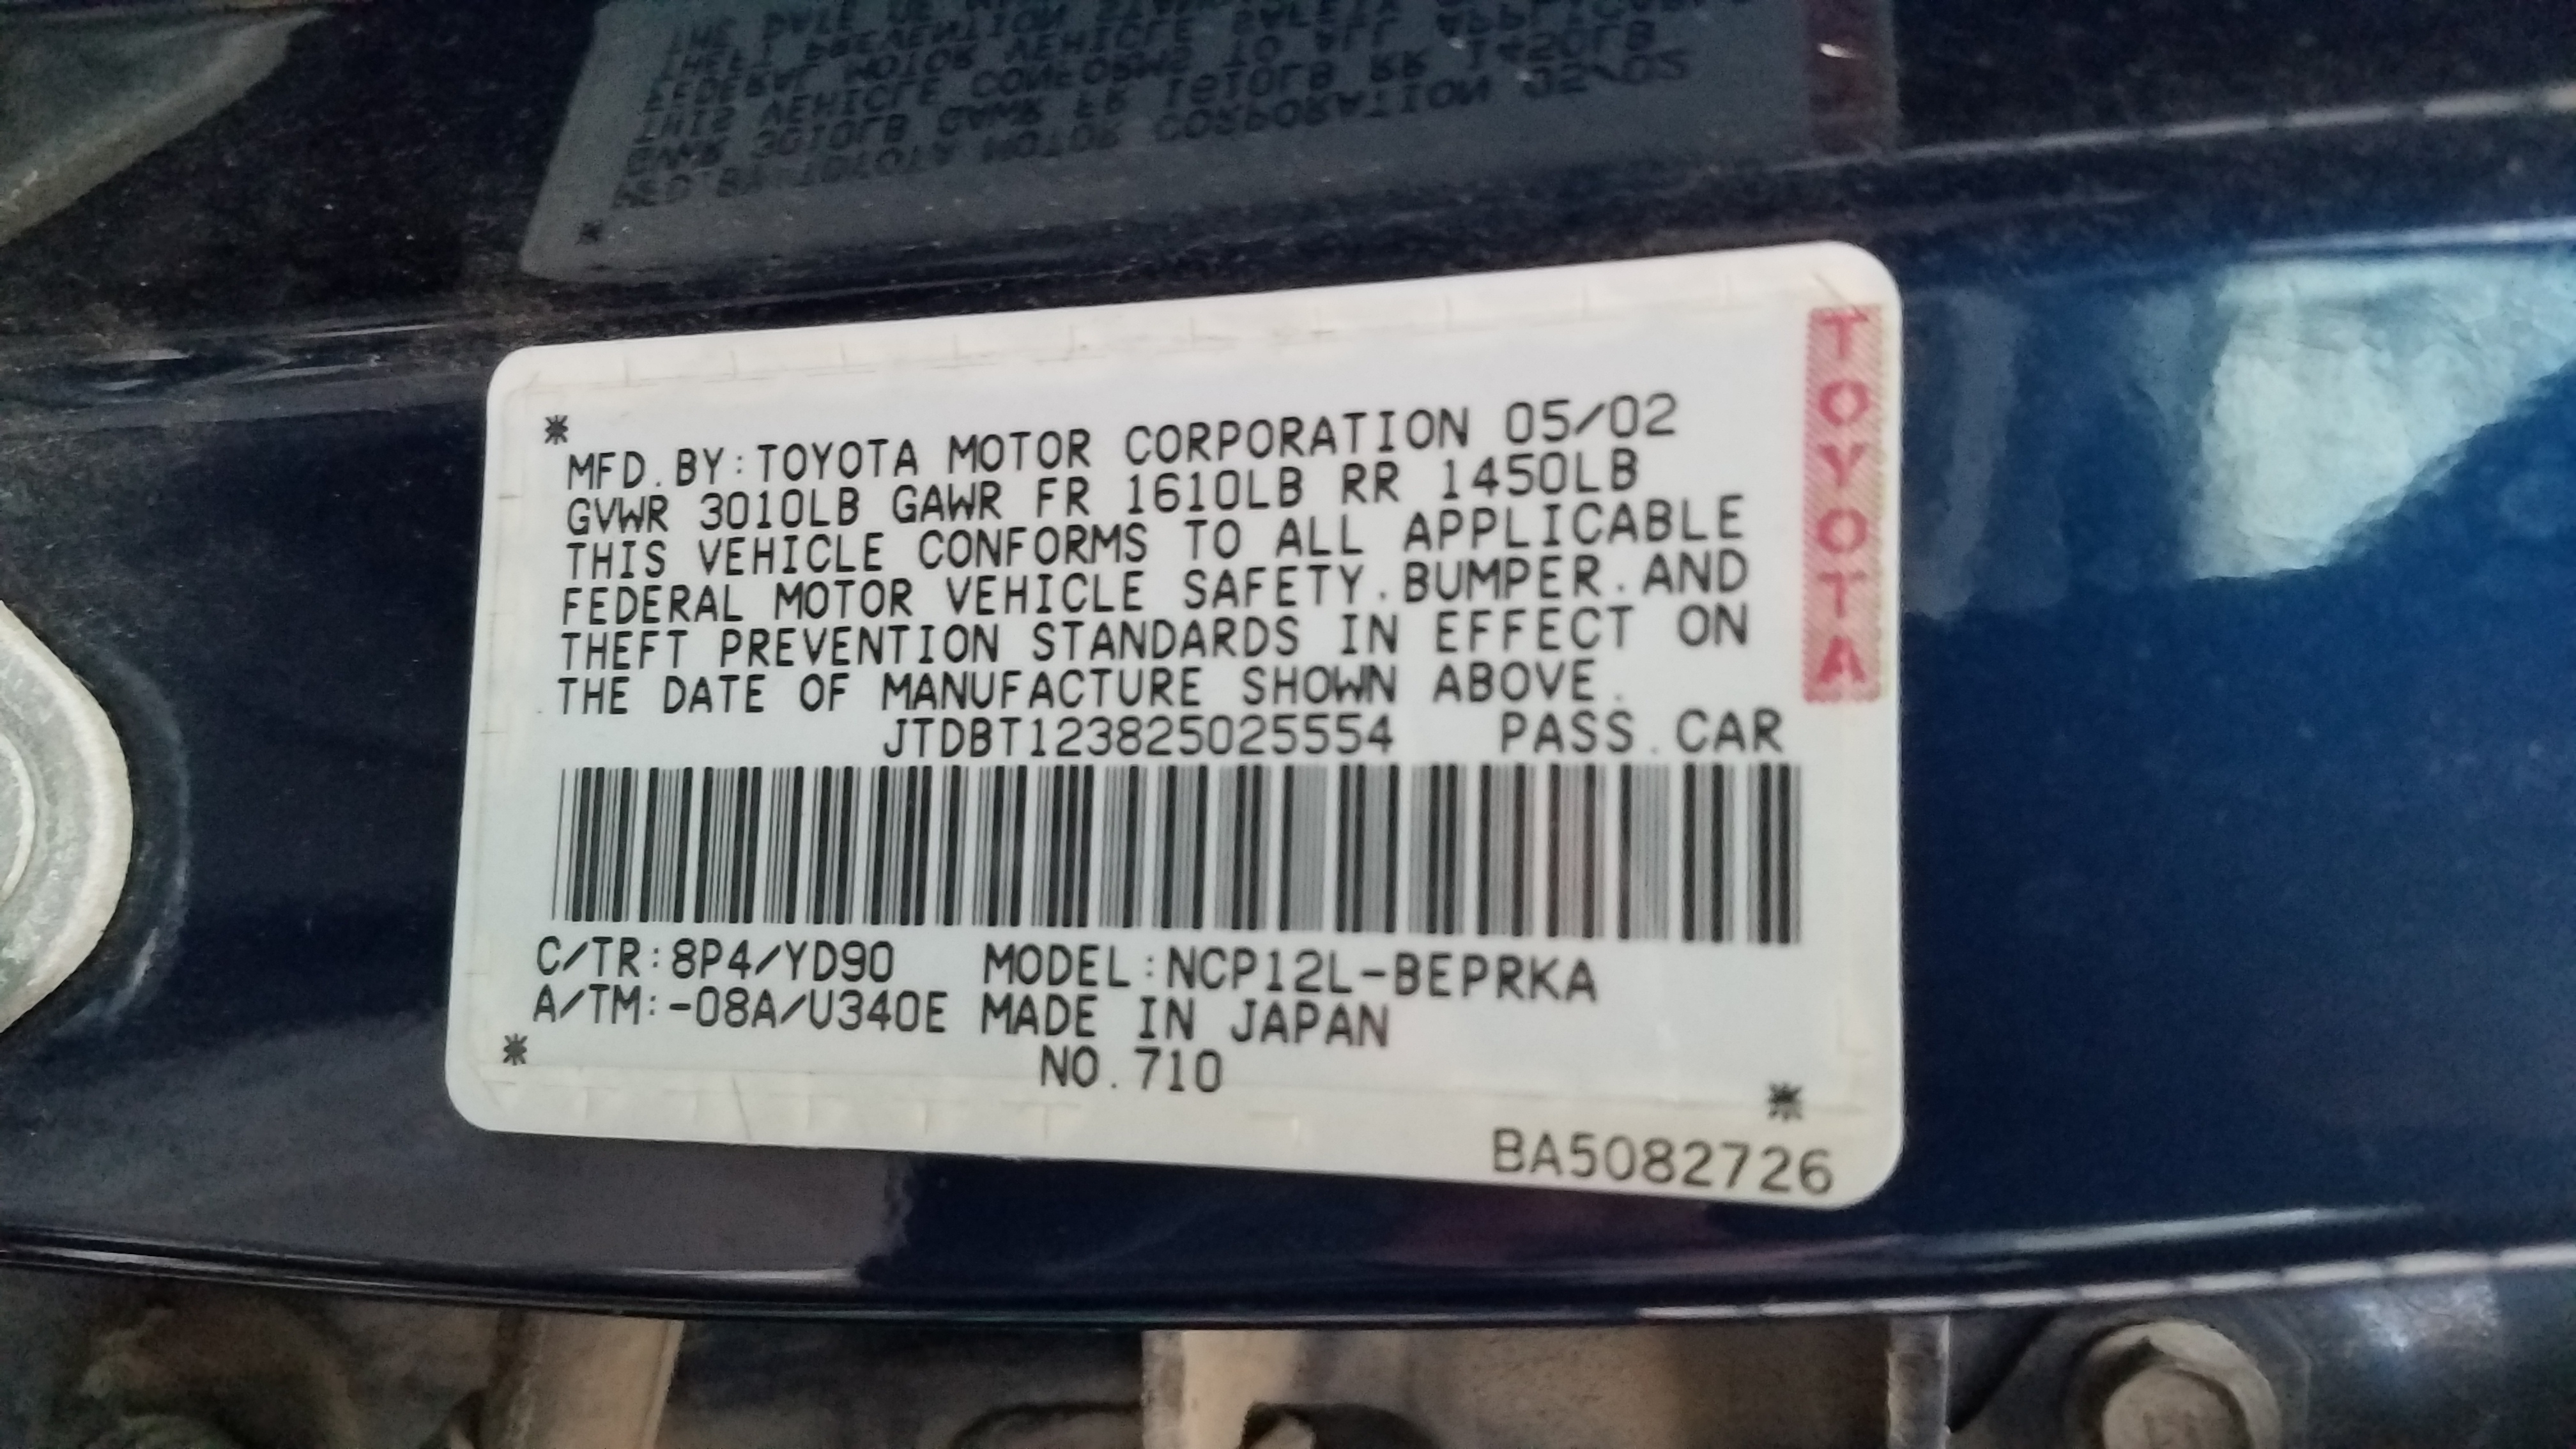 MFD.BY:TOYOTA MOTOR CORPORATION 05/02
GVWR 3010LB GAWR FR 1610LB RR 1450LB
THIS VEHICLE CONFORMS TO ALL APPLICABLE
FEDERAL MOTOR VEHICLE SAFETY.BUMPER.AND
THEFT PREVENTION STANDARDS IN EFFECT ON
THE DATE OF MANUFACTURE SHOWN ABOVE.
JTDBT123825025554 PASS.CAR
C/TR:8P4/YD90 MODEL:NCP12L-BEPRKA
A/TM:-08A/U340E MADE IN JAPAN
NO.710
BA5082726
TOYOTA